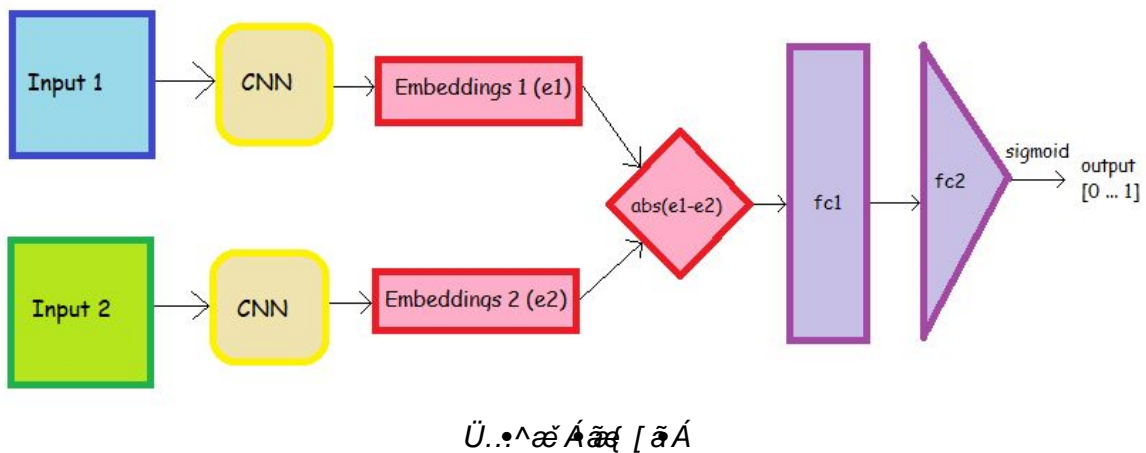 Input 1
CNN
Embeddings 1 (e1)
Input 2
CNN
Embeddings 2 (e2)
abs(e1-e2)
fc1
fc2
sigmoid
output
[0 ... 1]